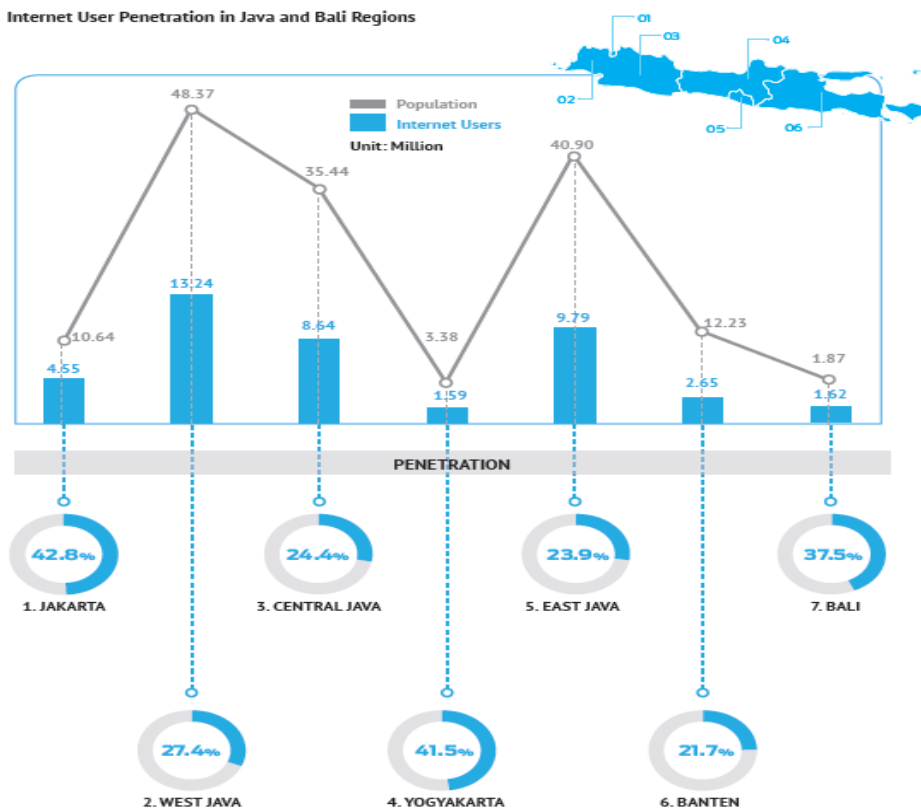 Internet User Penetration in Java and Bali Regions
01
03
04
02
05
06
Population
Internet Users
Unit: Million
48.37
40.90
35.44
13.24
10.64
8.64
3.38
9.79
12.23
1.87
4.55
1.59
2.65
1.62
PENETRATION
42.8%
24.4%
23.9%
37.5%
1. JAKARTA
3. CENTRAL JAVA
5. EAST JAVA
7. BALI
27.4%
41.5%
21.7%
2. WEST JAVA
4. YOGYAKARTA
6. BANTEN